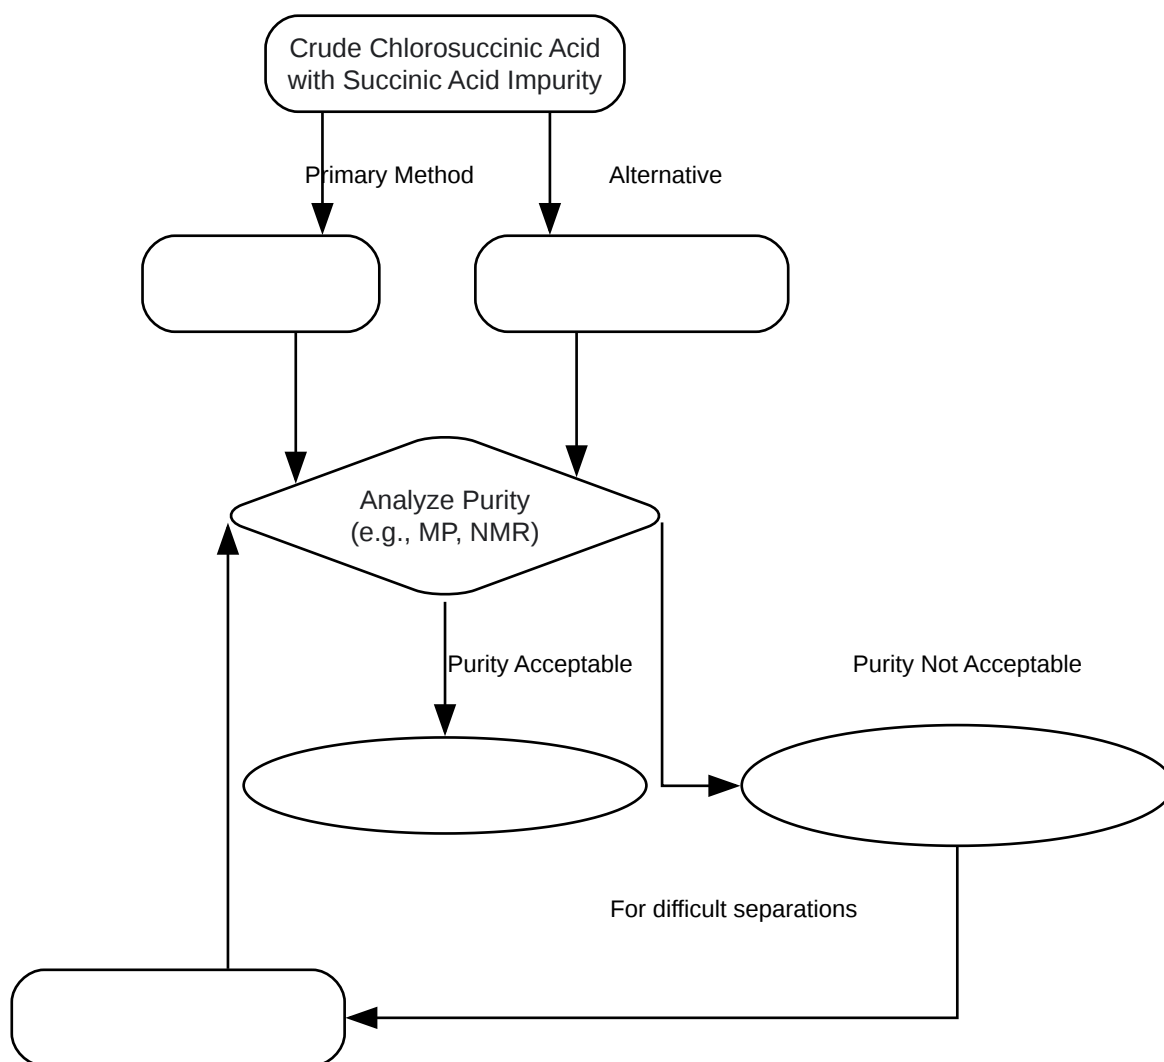 Crude Chlorosuccinic Acid
with Succinic Acid Impurity
Primary Method
Alternative
Analyze Purity
(e.g., MP, NMR)
Purity Acceptable
Purity Not Acceptable
For difficult separations